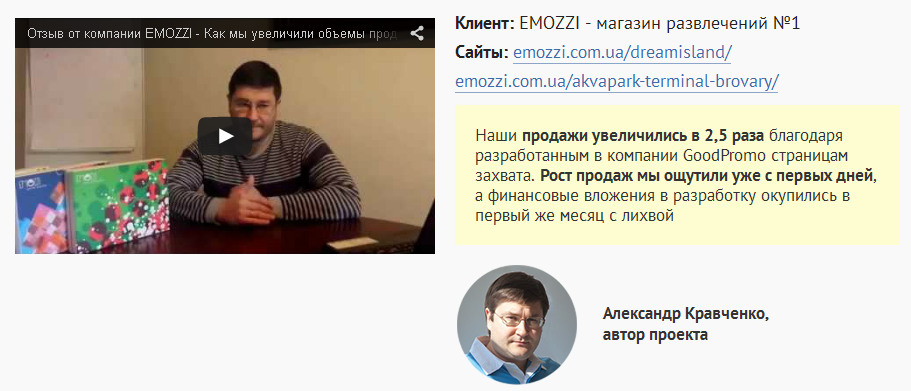 Отзыв от компании EMOZZI - Как мы увеличили объемы прод
Клиент: EMOZZI - магазин развлечений №1
Сайты: emozzi.com.ua/dreamisland/
emozzi.com.ua/akvapark-terminal-brovary/
Наши продажи увеличились в 2,5 раза благодаря
разработанным в компании GoodPromo страницам
захвата. Рост продаж мы ощутили уже с первых дней,
а финансовые вложения в разработку окупились в
первый же месяц с лихвой
Александр Кравченко,
автор проекта